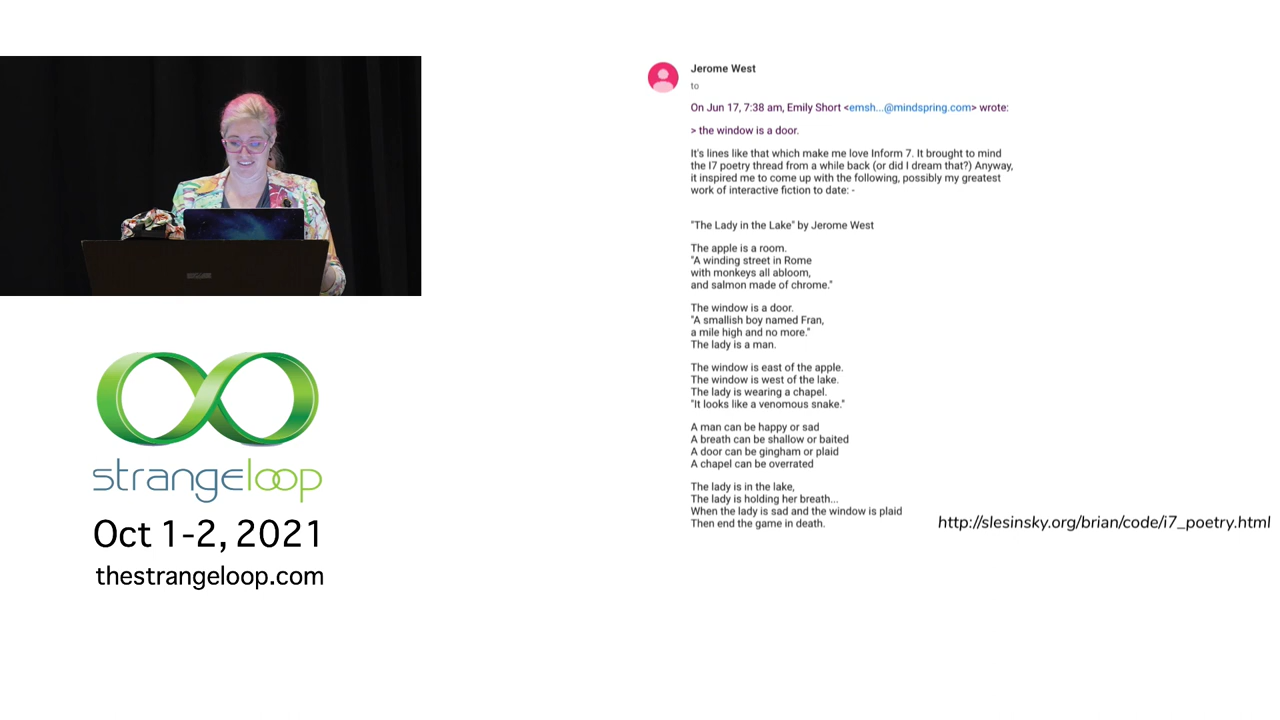 Jerome West
to
On Jun 17, 7:38 am, Emily Short <emsh...@mindspring.com> wrote:
> the window is a door.
It's lines like that which make me love Inform 7. It brought to mind
the I7 poetry thread from a while back (or did I dream that?) Anyway,
it inspired me to come up with the following, possibly my greatest
work of interactive fiction to date: -
"The Lady in the Lake" by Jerome West
The apple is a room.
"A winding street in Rome
with monkeys all abloom,
and salmon made of chrome."
The window is a door.
"A smallish boy named Fran,
a mile high and no more."
The lady is a man.
The window is east of the apple.
The window is west of the lake.
The lady is wearing a chapel.
"It looks like a venomous snake."
A man can be happy or sad
A breath can be shallow or baited
A door can be gingham or plaid
A chapel can be overrated
The lady is in the lake,
The lady is holding her breath...
When the lady is sad and the window is plaid
Then end the game in death.
http://slesinsky.org/brian/code/i7_poetry.html
strangeloop
Oct 1-2, 2021
thestrangeloop.com